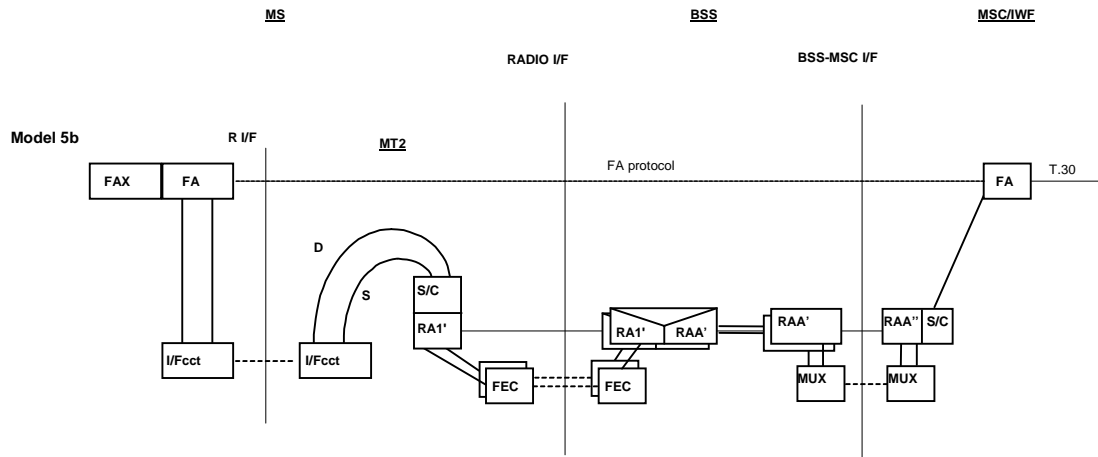 MS BSS MSC/IWF
RADIO I/F BSS-MSC I/F
Model 5b R I/F
MT2
FA protocol T.30
FAX FA FA
D
S
S/C
RA1' RA1' RAA' RAA' RAA'' S/C
I/Fcct I/Fcct
FEC FEC MUX MUX